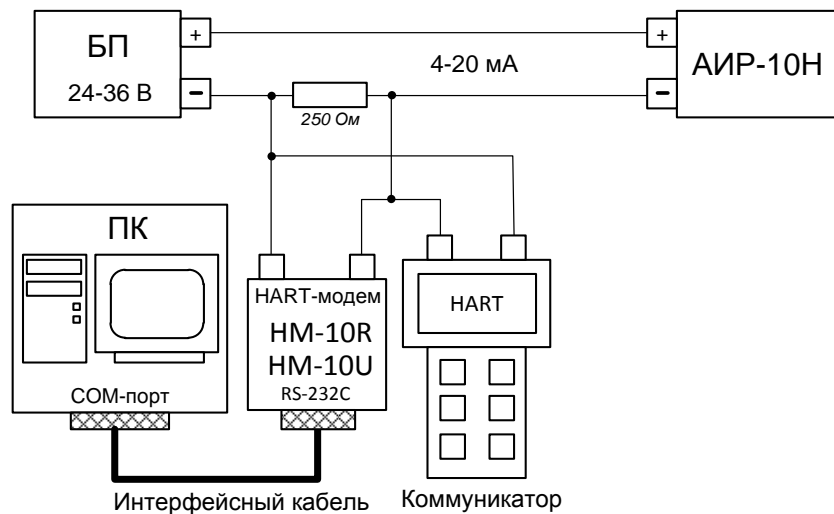 БП
24-36 В
+
–
4-20 мА
+
–
АИР-10Н
250 Ом
ПК
COM-порт
HART-модем
HM-10R
HM-10U
RS-232C
HART
Интерфейсный кабель
Коммуникатор